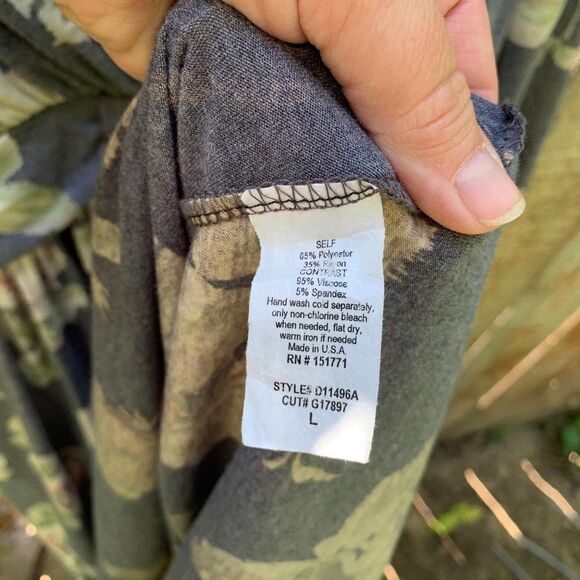 SELF
65% Polyester
35% Rayon
CONTRAST
95% Viscose
5% Spandex
Hand wash cold separately,
only non-chlorine bleach
when needed, flat dry,
warm iron if needed
Made in U.S.A.
RN # 151771
STYLE# D11496A
CUT# G17897
L